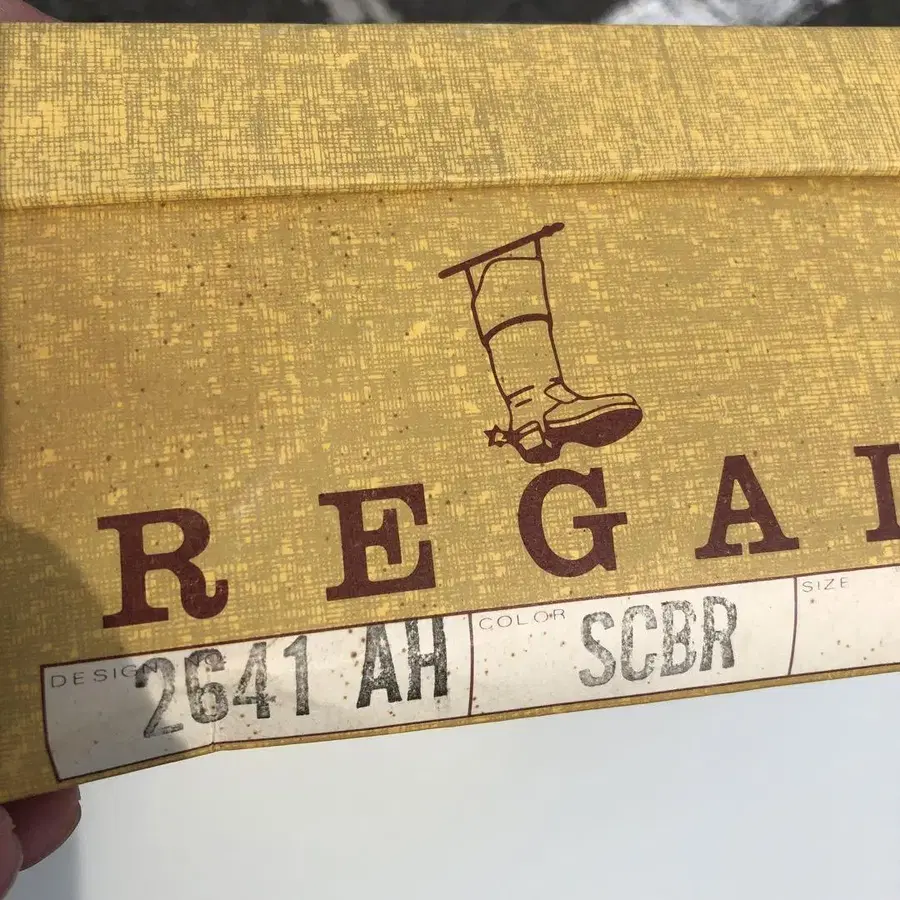 REGAL
DESIGN 2641 AH COLOR SCBR SIZE